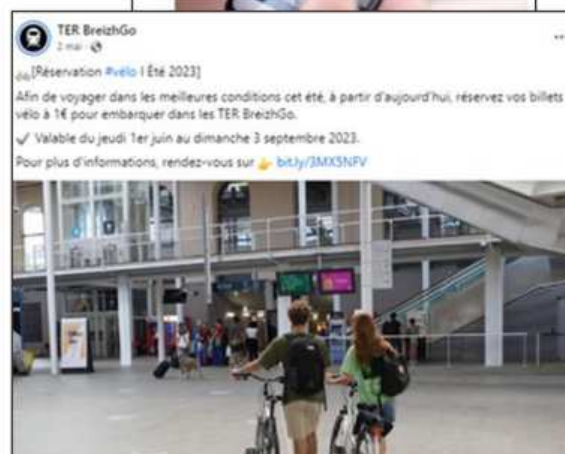 TER BreizhGo
2 mai
[Réservation #vélo I Été 2023]
Afin de voyager dans les meilleures conditions cet été, à partir d'aujourd'hui, réservez vos billets
vélo à 1€ pour embarquer dans les TER BreizhGo.
✓ Valable du jeudi 1er juin au dimanche 3 septembre 2023.
Pour plus d'informations, rendez-vous sur 👉 bit.ly/3MX5NFV